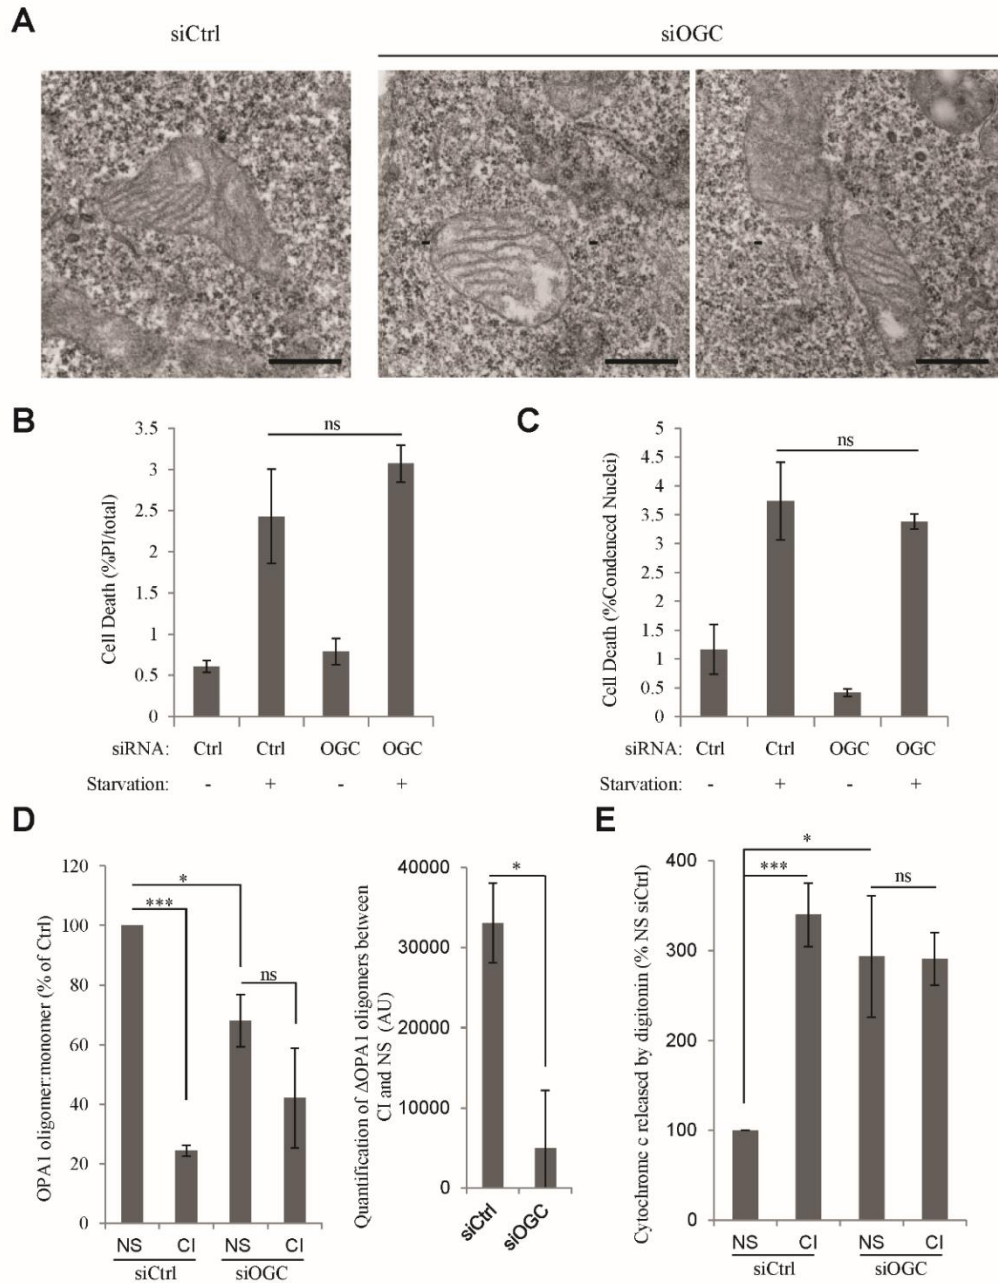 A
siCtrl
siOGC
B
3.5
3
2.5
2
1.5
1
0.5
0
Cell Death (%PI/total)
ns
siRNA: Ctrl Ctrl OGC OGC
Starvation: - + - +
C
5
4.5
4
3.5
3
2.5
2
1.5
1
0.5
0
Cell Death (%Condenced Nuclei)
ns
siRNA: Ctrl Ctrl OGC OGC
Starvation: - + - +
D
120
100
80
60
40
20
0
OPA1 oligomer:monomer (% of Ctrl)
*
***
ns
NS CI NS CI
siCtrl siOGC
40000
30000
20000
10000
0
Quantification of ΔOPA1 oligomers between
CI and NS (AU)
*
siCtrl siOGC
E
400
300
200
100
0
Cytochrome c released by digitonin (% NS siCtrl)
*
***
ns
NS CI NS CI
siCtrl siOGC